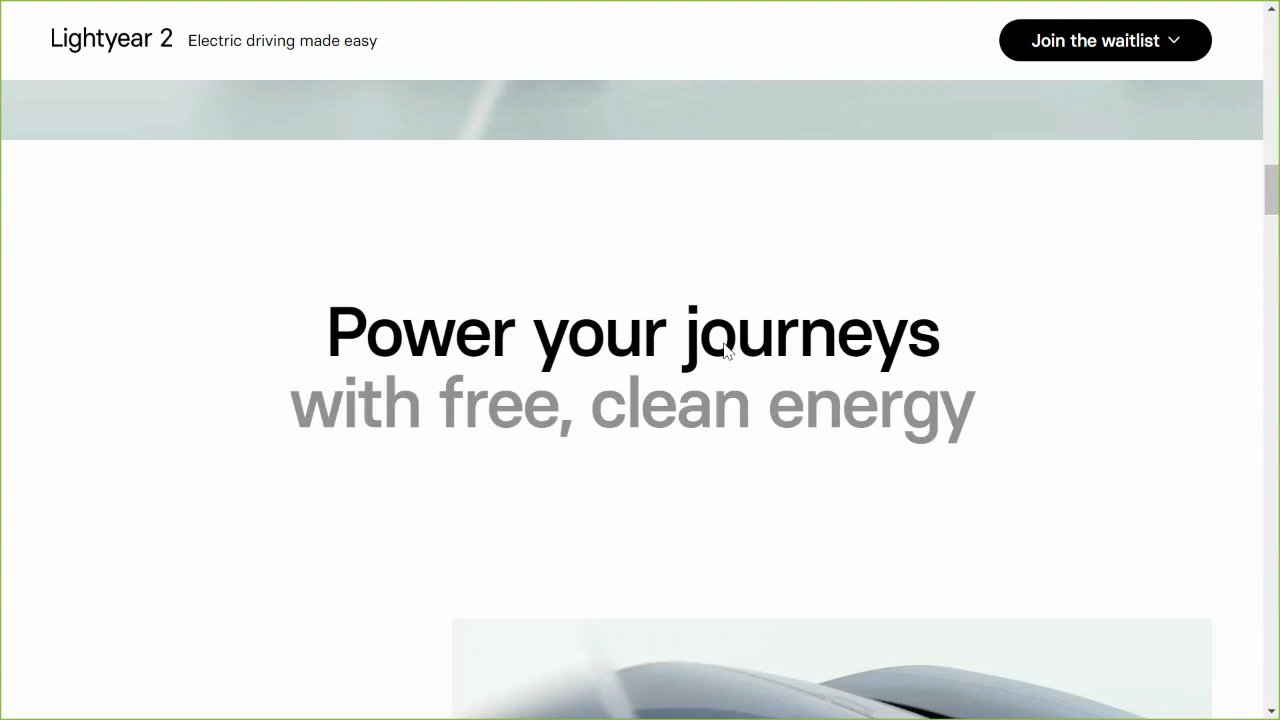 Lightyear 2 Electric driving made easy
Join the waitlist
Power your journeys
with free, clean energy